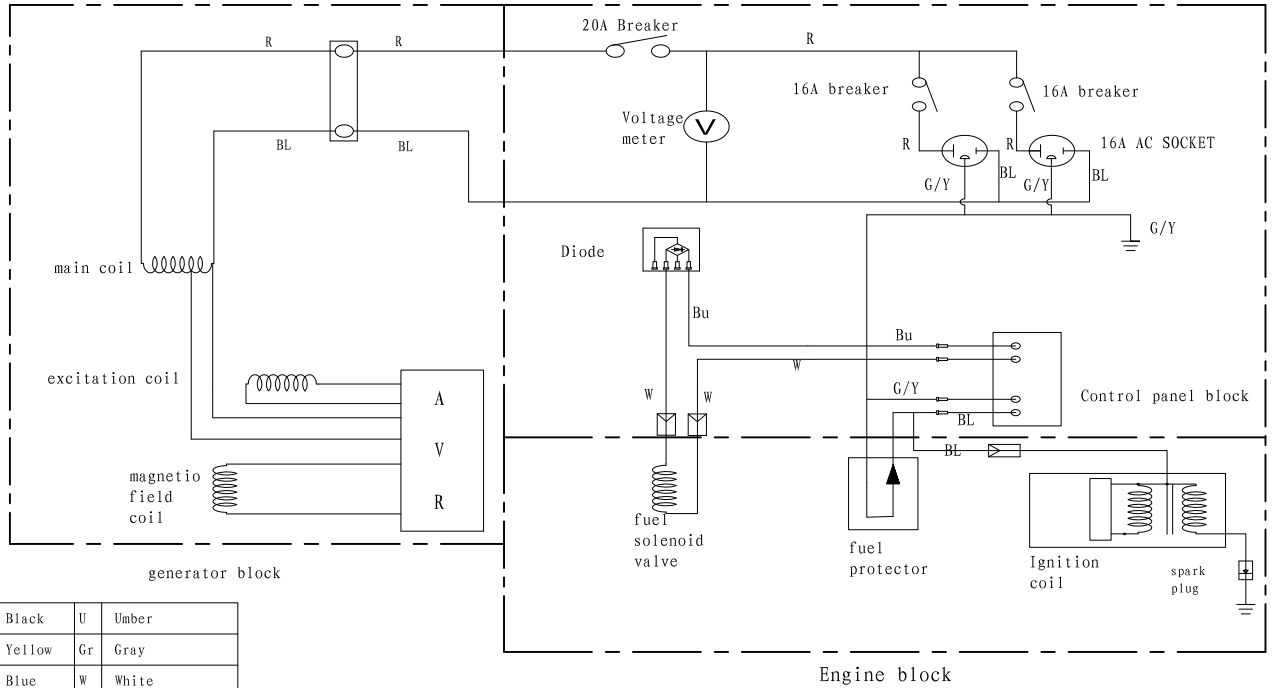 20A Breaker
R
R
R
16A breaker
16A breaker
Voltage
meter
V
BL
BL
R
R
16A AC SOCKET
BL
BL
G/Y
G/Y
G/Y
Diode
main coil
Bu
Bu
W
excitation coil
W
W
G/Y
Control panel block
BL
BL
A
V
R
magnetio
field
coil
fuel
solenoid
valve
fuel
protector
Ignition
coil
spark
plug
generator block
Black U Umber
Yellow Gr Gray
Blue W White
Engine block